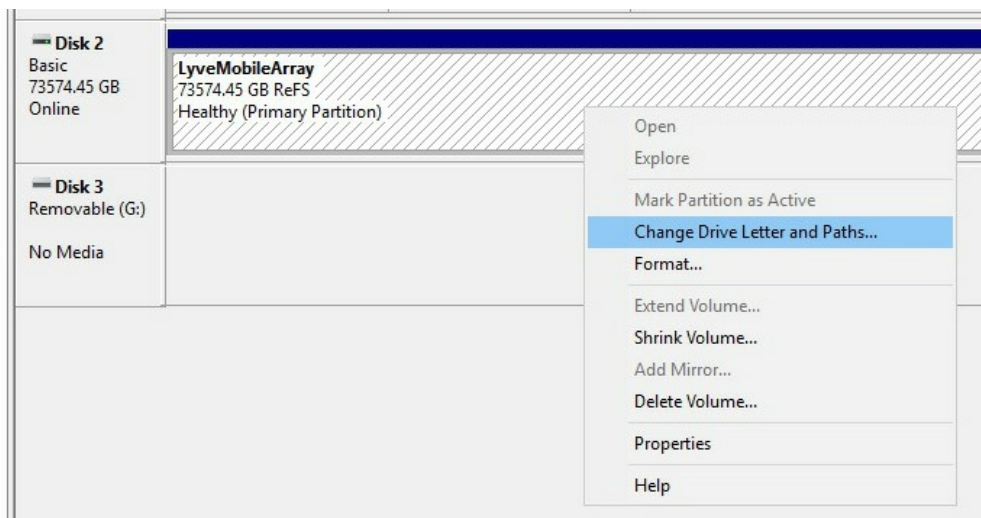 Disk 2
Basic
73574.45 GB
Online
LyveMobileArray
73574.45 GB ReFS
Healthy (Primary Partition)
Disk 3
Removable (G:)
No Media
Open
Explore
Mark Partition as Active
Change Drive Letter and Paths...
Format...
Extend Volume...
Shrink Volume...
Add Mirror...
Delete Volume...
Properties
Help